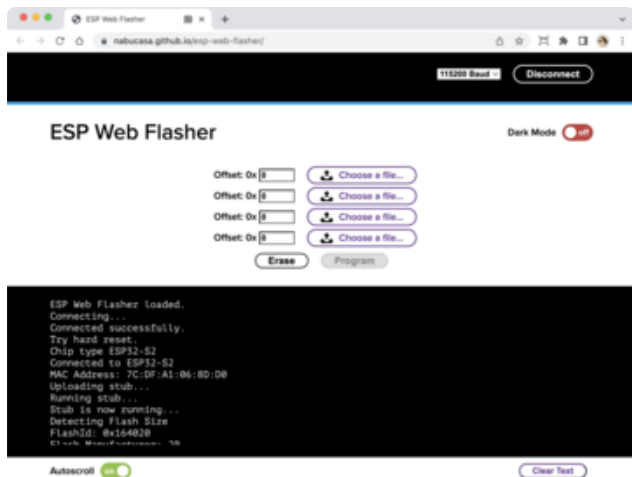 ESP Web Flasher
nabucasa.github.io/esp-web-flasher/
115200 Baud
Disconnect
ESP Web Flasher
Dark Mode off
Offset: 0x 0 Choose a file...
Offset: 0x 0 Choose a file...
Offset: 0x 0 Choose a file...
Offset: 0x 0 Choose a file...
Erase Program
ESP Web Flasher loaded.
Connecting...
Connected successfully.
Try hard reset.
Chip type ESP32-S2
Connected to ESP32-S2
MAC Address: 7C:DF:A1:06:8D:D0
Uploading stub...
Running stub...
Stub is now running...
Detecting Flash Size
FlashId: 0x164020
Flash Manufacturer: 20
Autoscroll on
Clear Text